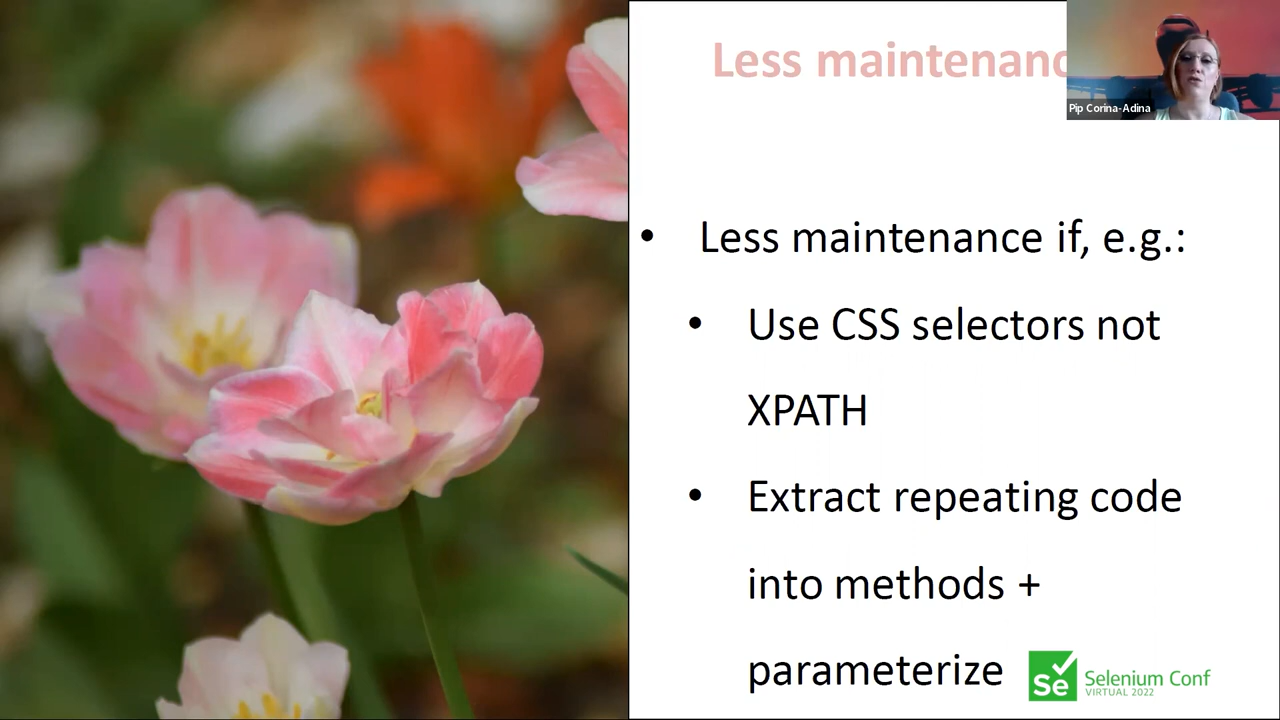 Less maintenanc
Pip Corina-Adina
• Less maintenance if, e.g.:
• Use CSS selectors not
XPATH
• Extract repeating code
into methods +
parameterize
Se Selenium Conf
VIRTUAL 2022